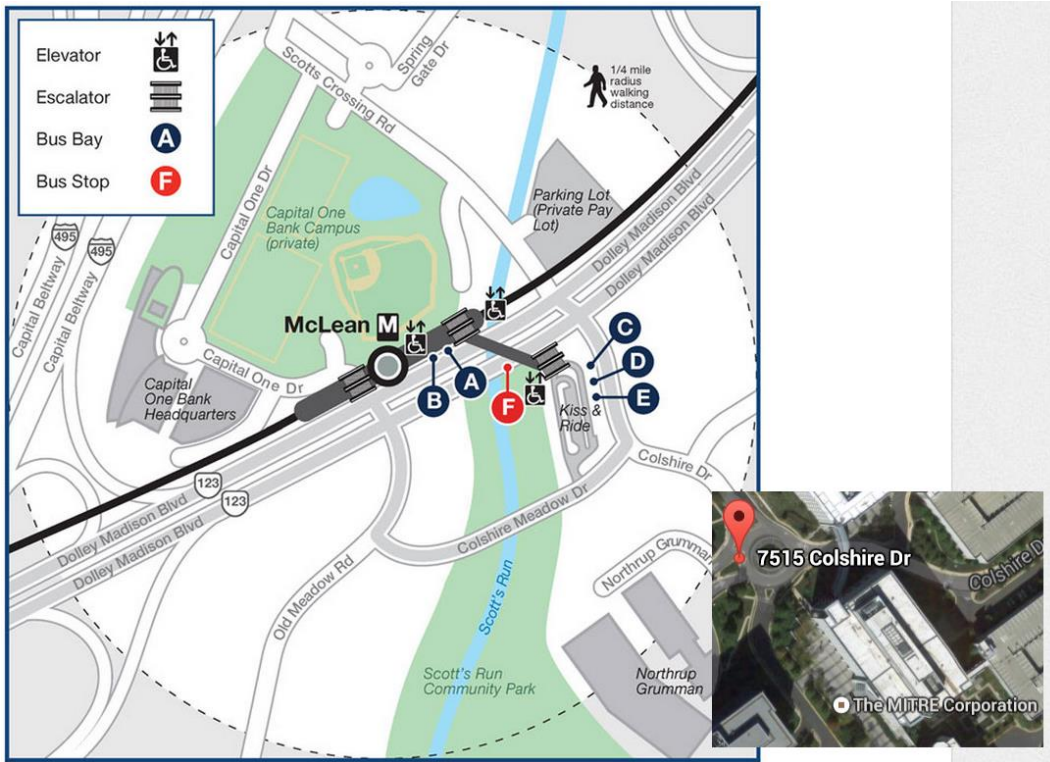 Elevator
Escalator
Bus Bay
A
Bus Stop
F
Spring
Gate Dr
Scotts Crossing Rd
1/4 mile
radius
walking
distance
Capital One Dr
Capital One
Bank Campus
(private)
Parking Lot
(Private Pay
Lot)
Dolley Madison Blvd
Dolley Madison Blvd
495
495
Capital Beltway
Capital Beltway
McLean M
Capital One Dr
Capital
One Bank
Headquarters
C
D
E
A
B
F
Kiss &
Ride
Colshire Dr
123
123
Dolley Madison Blvd
Dolley Madison Blvd
Colshire Meadow Dr
Old Meadow Rd
Scott's Run
Northrup Grumman
Scott's Run
Community Park
Northrup
Grumman
7515 Colshire Dr
Colshire D
The MITRE Corporation